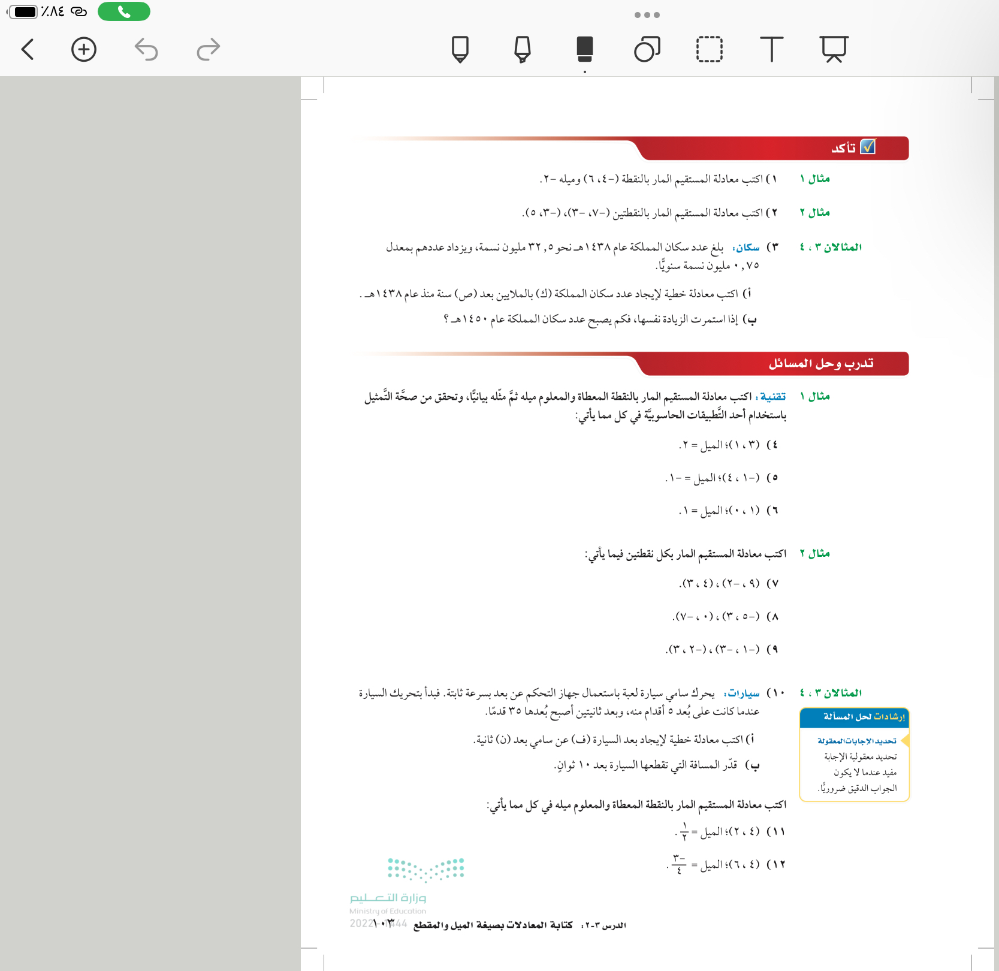 ٪٨٤
تأكد
مثال ١ ١) اكتب معادلة المستقيم المار بالنقطة (-٤، ٦) وميله -٢.
مثال ٢ ٢) اكتب معادلة المستقيم المار بالنقطتين (-٧، -٣)، (-٣، ٥).
المثالان ٣ ، ٤ ٣) سكان: بلغ عدد سكان المملكة عام ١٤٣٨هـ نحو ٣٢,٥ مليون نسمة، ويزداد عددهم بمعدل
٠,٧٥ مليون نسمة سنويًّا.
أ) اكتب معادلة خطية لإيجاد عدد سكان المملكة (ك) بالملايين بعد (ص) سنة منذ عام ١٤٣٨هـ .
ب) إذا استمرت الزيادة نفسها، فكم يصبح عدد سكان المملكة عام ١٤٥٠هـ ؟
تدرب وحل المسائل
مثال ١ تقنية : اكتب معادلة المستقيم المار بالنقطة المعطاة والمعلوم ميله ثمَّ مثّله بيانيًّا، وتحقق من صحَّة التَّمثيل
باستخدام أحد التَّطبيقات الحاسوبيَّة في كل مما يأتي:
٤) (٣ ، ١)؛ الميل = ٢.
٥) (-١ ، ٤)؛ الميل = -١.
٦) (١ ، ٠)؛ الميل = ١.
مثال ٢ اكتب معادلة المستقيم المار بكل نقطتين فيما يأتي:
٧) (٩ ، -٢) ، (٤ ، ٣).
٨) (-٥ ، ٣) ، (٠ ، -٧).
٩) (-١ ، -٣) ، (-٢ ، ٣).
المثالان ٣ ، ٤ ١٠) سيارات: يحرك سامي سيارة لعبة باستعمال جهاز التحكم عن بعد بسرعة ثابتة. فبدأ بتحريك السيارة
عندما كانت على بُعد ٥ أقدام منه، وبعد ثانيتين أصبح بُعدها ٣٥ قدمًا.
أ) اكتب معادلة خطية لإيجاد بعد السيارة (ف) عن سامي بعد (ن) ثانية.
ب) قدّر المسافة التي تقطعها السيارة بعد ١٠ ثوانٍ.
إرشادات لحل المسألة
تحديد الإجابات المعقولة
تحديد معقولية الإجابة
مفيد عندما لا يكون
الجواب الدقيق ضروريًّا.
اكتب معادلة المستقيم المار بالنقطة المعطاة والمعلوم ميله في كل مما يأتي:
١١) (٤ ، ٢)؛ الميل = ١/٢ .
١٢) (٤ ، ٦)؛ الميل = -٣/٤ .
وزارة التعـــليم
Ministry of Education
2022 - 1444
الدرس ٣-٢: كتابة المعادلات بصيغة الميل والمقطع ١٠٣